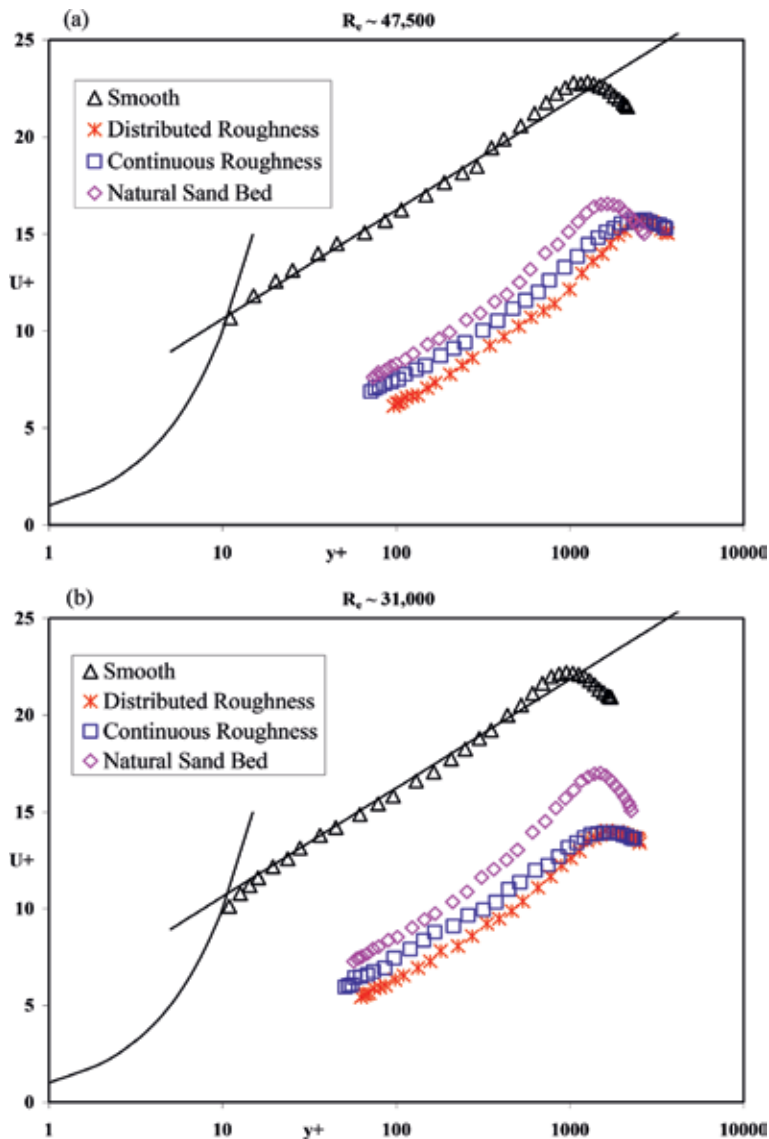 (a)
R_e ~ 47,500
25
Smooth
Distributed Roughness
20
Continuous Roughness
Natural Sand Bed
15
U+
10
5
0
1
10
y+
100
1000
10000
(b)
R_e ~ 31,000
25
Smooth
Distributed Roughness
20
Continuous Roughness
Natural Sand Bed
15
U+
10
5
0
1
10
y+
100
1000
10000